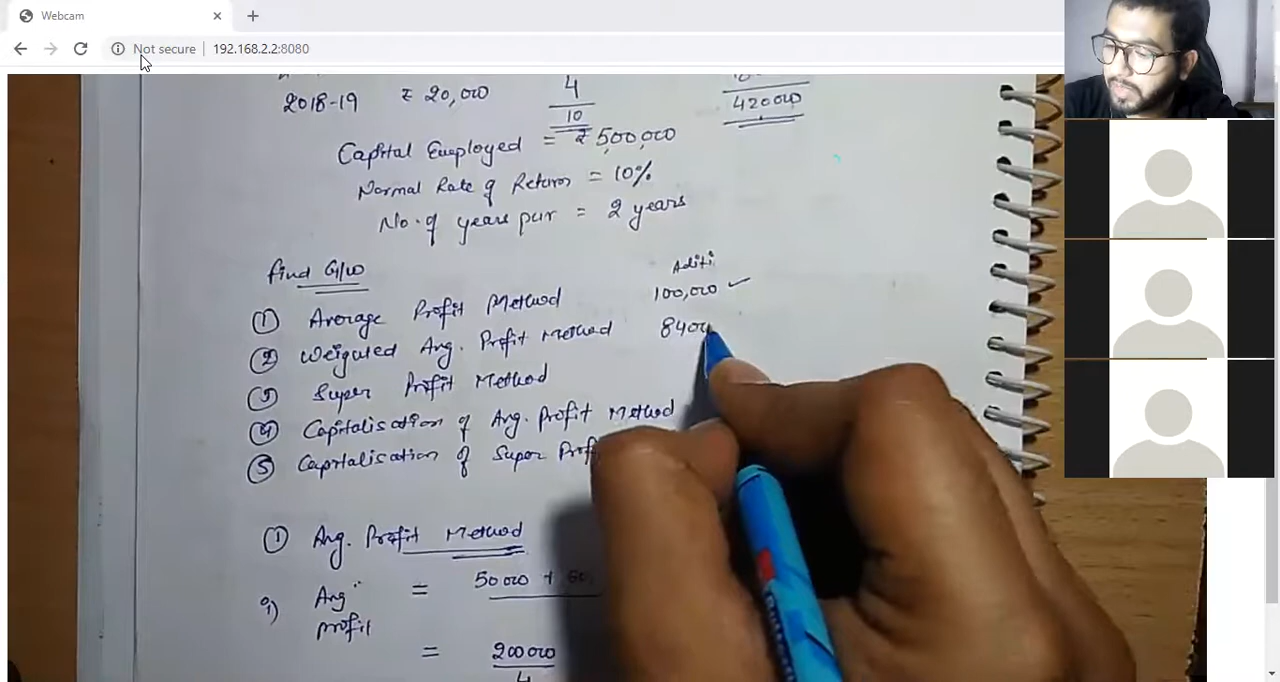 Webcam
Not secure 192.168.2.2:8080
2018-19 ₹ 20,000 4
10
420000
Capital Employed = ₹ 500,000
Normal Rate of Return = 10%
No. of years pur = 2 years
Find G/W
Aditi
① Average Profit Method 100,000 ✓
② Weighted Avg. Profit Method 8400
③ Super Profit Method
④ Capitalisation of Avg. Profit Method
⑤ Capitalisation of Super Profi
① Avg. Profit Method
i) Avg profit = 50000 +
= 200000
4